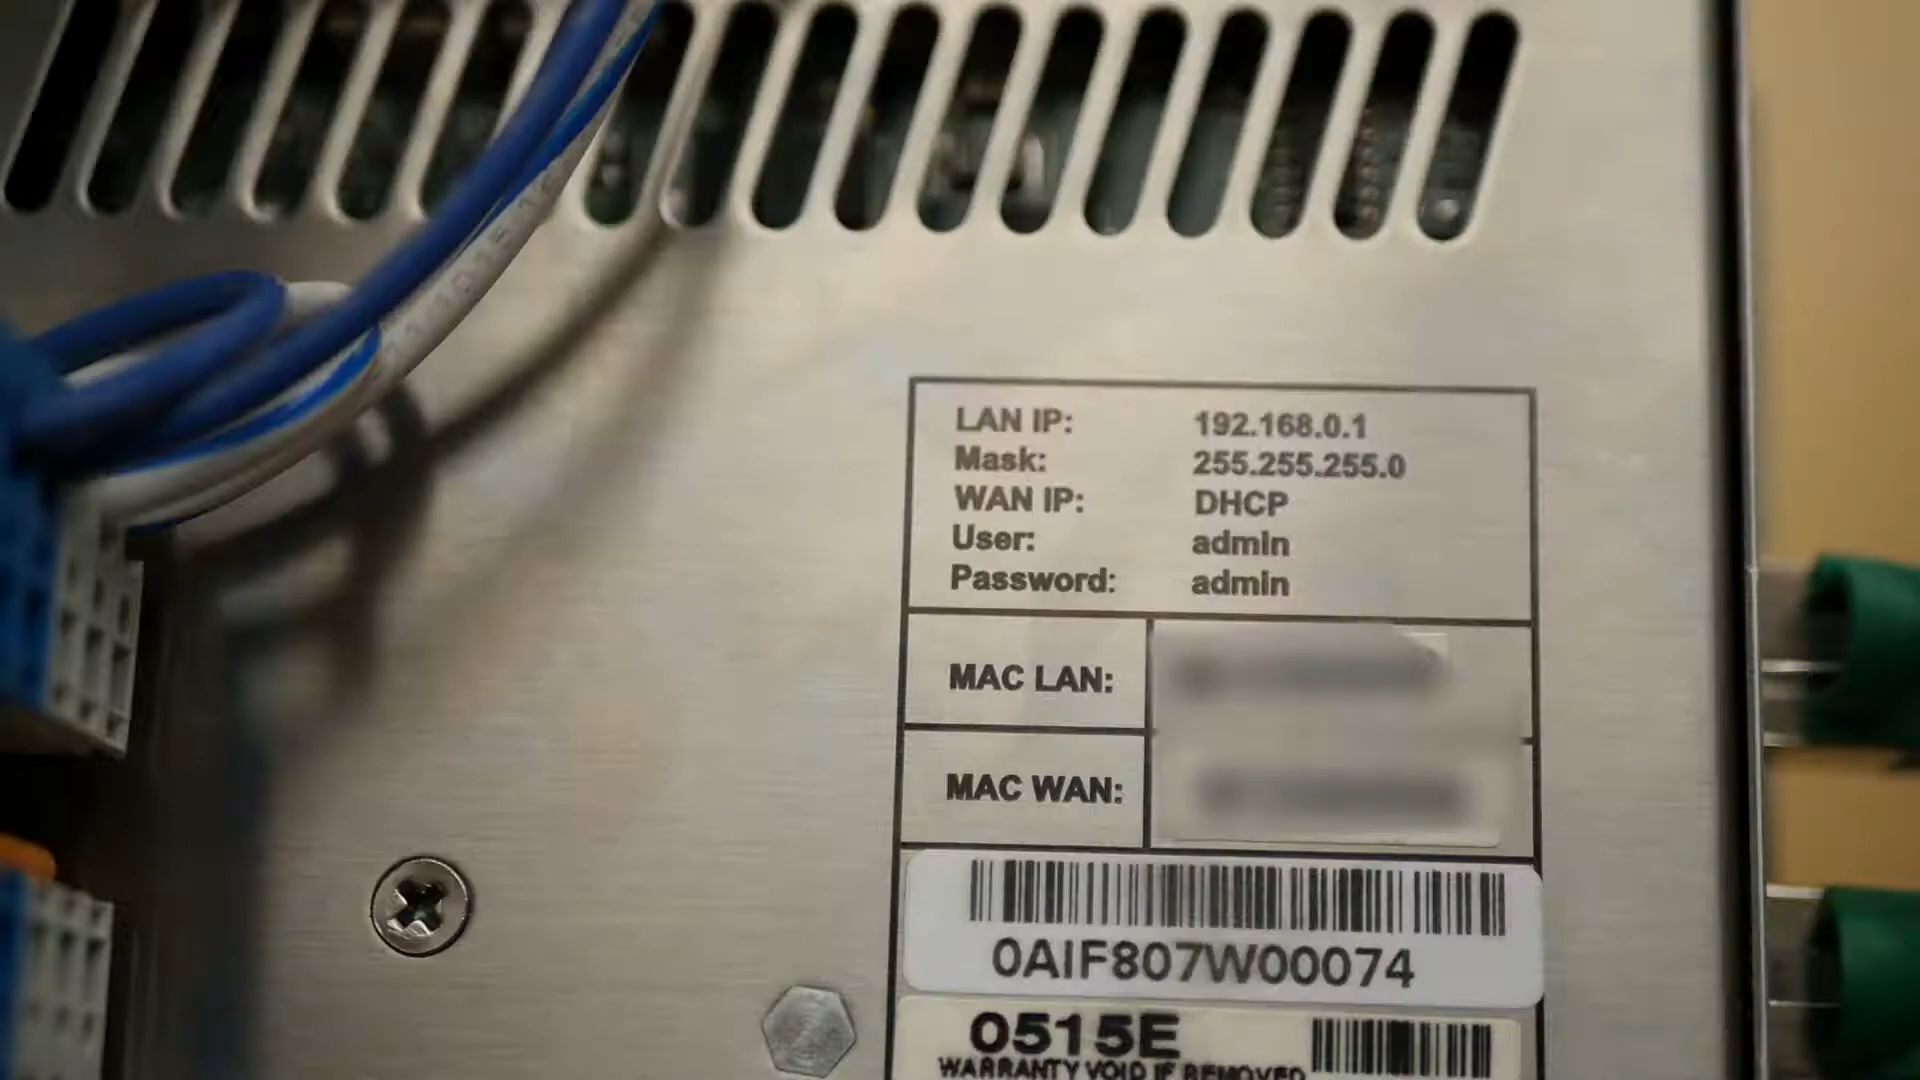 LAN IP: 192.168.0.1
Mask: 255.255.255.0
WAN IP: DHCP
User: admin
Password: admin
MAC LAN:
MAC WAN:
0AIF807W00074
0515E
WARRANTY VOID IF REMOVED